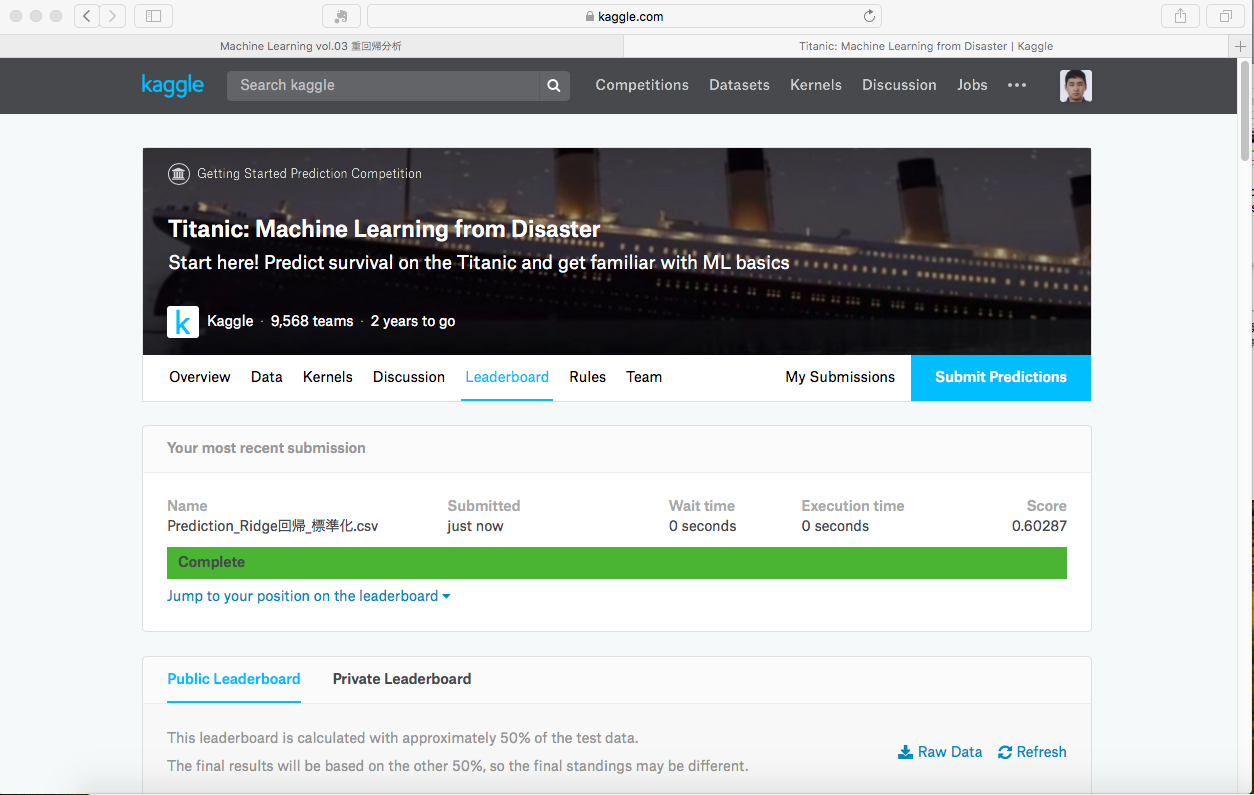 kaggle.com
Machine Learning vol.03 重回帰分析
Titanic: Machine Learning from Disaster | Kaggle
kaggle
Search kaggle
Competitions
Datasets
Kernels
Discussion
Jobs
Getting Started Prediction Competition
Titanic: Machine Learning from Disaster
Start here! Predict survival on the Titanic and get familiar with ML basics
k
Kaggle · 9,568 teams · 2 years to go
Overview
Data
Kernels
Discussion
Leaderboard
Rules
Team
My Submissions
Submit Predictions
Your most recent submission
Name
Submitted
Wait time
Execution time
Score
Prediction_Ridge回帰_標準化.csv
just now
0 seconds
0 seconds
0.60287
Complete
Jump to your position on the leaderboard
Public Leaderboard
Private Leaderboard
This leaderboard is calculated with approximately 50% of the test data.
The final results will be based on the other 50%, so the final standings may be different.
Raw Data
Refresh